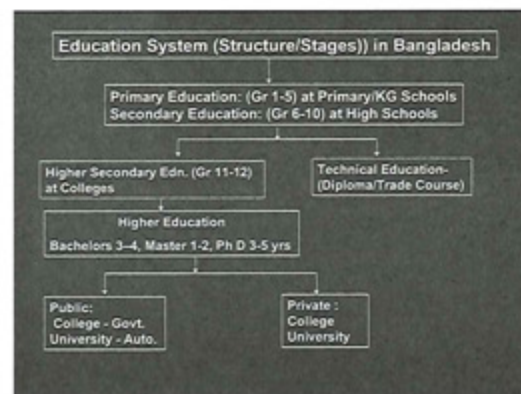 Education System (Structure/Stages)) in Bangladesh
Primary Education: (Gr 1-5) at Primary/KG Schools
Secondary Education: (Gr 6-10) at High Schools
Higher Secondary Edn. (Gr 11-12)
at Colleges
Technical Education-
(Diploma/Trade Course)
Higher Education
Bachelors 3–4, Master 1-2, Ph D 3-5 yrs
Public:
College - Govt.
University - Auto.
Private :
College
University